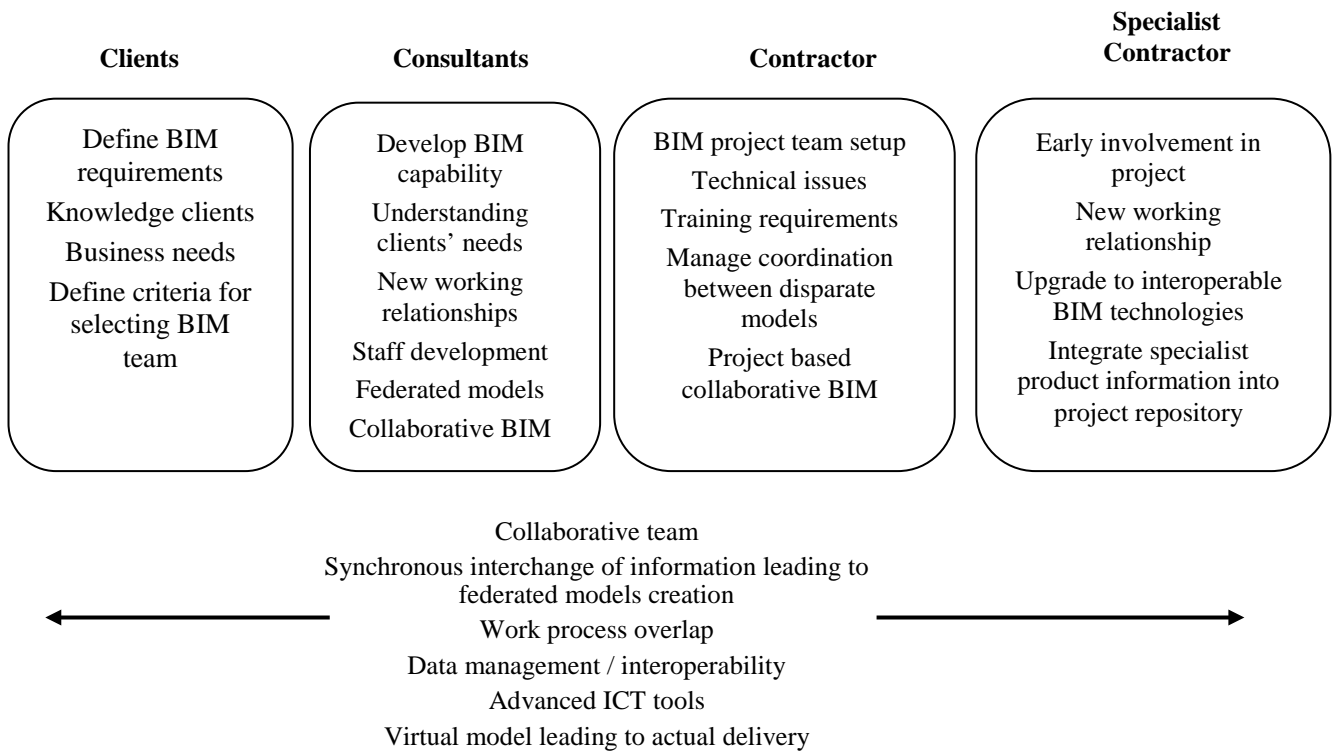 Clients
Consultants
Contractor
Specialist
Contractor
Define BIM
requirements
Knowledge clients
Business needs
Define criteria for
selecting BIM
team
Develop BIM
capability
Understanding
clients’ needs
New working
relationships
Staff development
Federated models
Collaborative BIM
BIM project team setup
Technical issues
Training requirements
Manage coordination
between disparate
models
Project based
collaborative BIM
Early involvement in
project
New working
relationship
Upgrade to interoperable
BIM technologies
Integrate specialist
product information into
project repository
Collaborative team
Synchronous interchange of information leading to
federated models creation
Work process overlap
Data management / interoperability
Advanced ICT tools
Virtual model leading to actual delivery